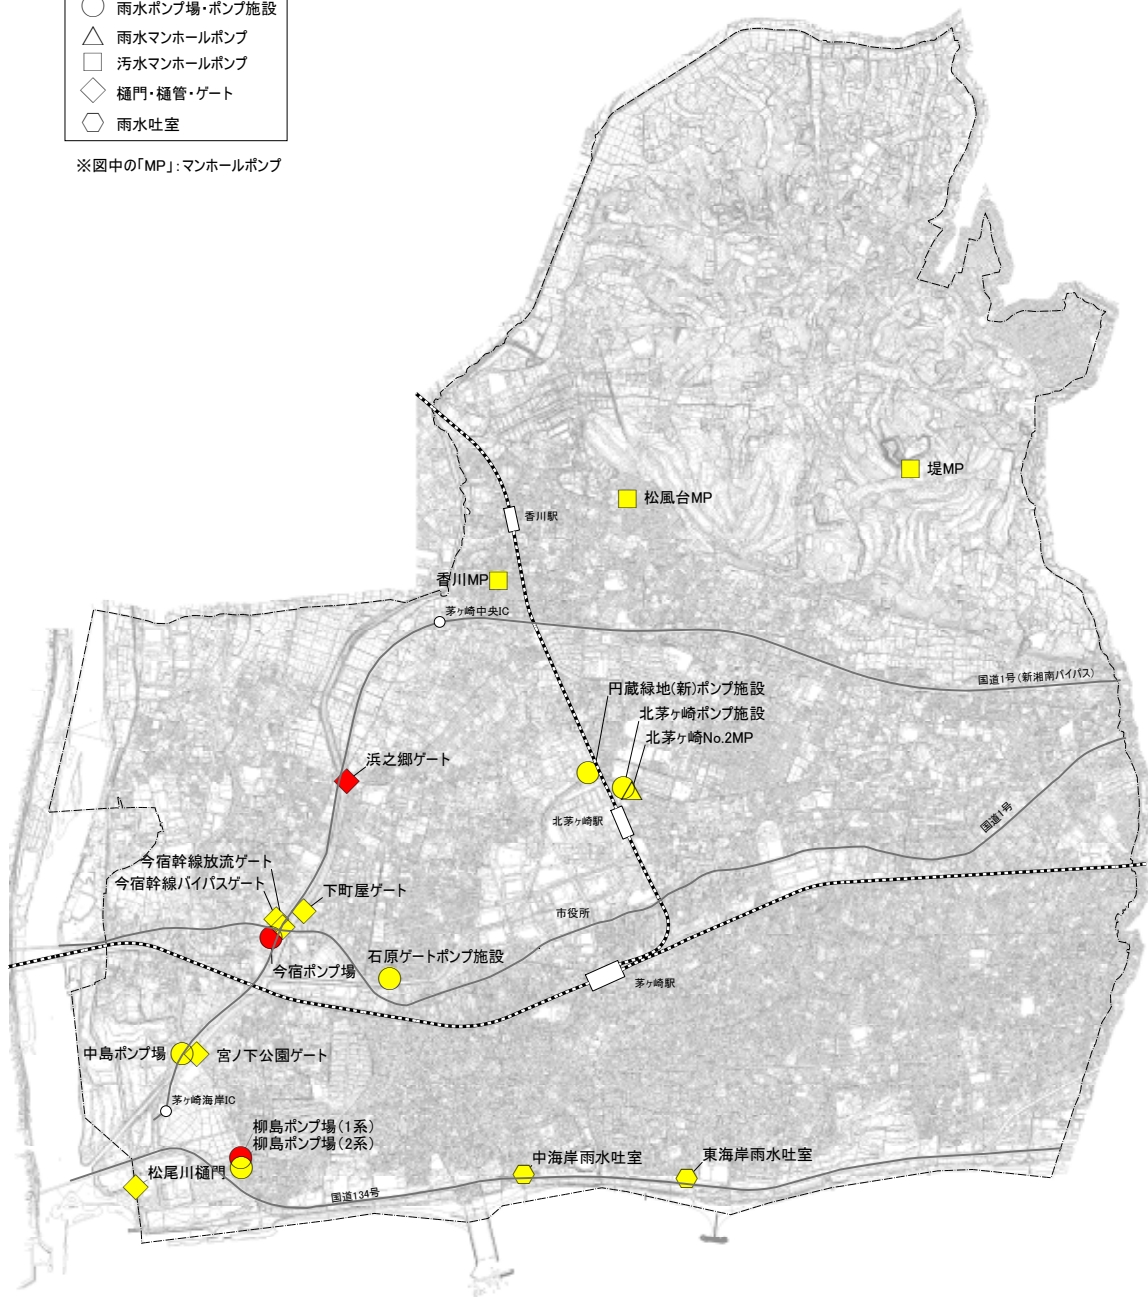 雨水ポンプ場・ポンプ施設
雨水マンホールポンプ
汚水マンホールポンプ
樋門・樋管・ゲート
雨水吐室
※図中の「MP」：マンホールポンプ
堤MP
松風台MP
香川駅
香川MP
茅ヶ崎中央IC
国道1号(新湘南バイパス)
円蔵緑地(新)ポンプ施設
北茅ヶ崎ポンプ施設
北茅ヶ崎No.2MP
浜之郷ゲート
北茅ヶ崎駅
国道1号
今宿幹線放流ゲート
今宿幹線バイパスゲート
下町屋ゲート
市役所
石原ゲートポンプ施設
今宿ポンプ場
茅ヶ崎駅
中島ポンプ場
宮ノ下公園ゲート
茅ヶ崎海岸IC
柳島ポンプ場(1系)
柳島ポンプ場(2系)
中海岸雨水吐室
東海岸雨水吐室
松尾川樋門
国道134号